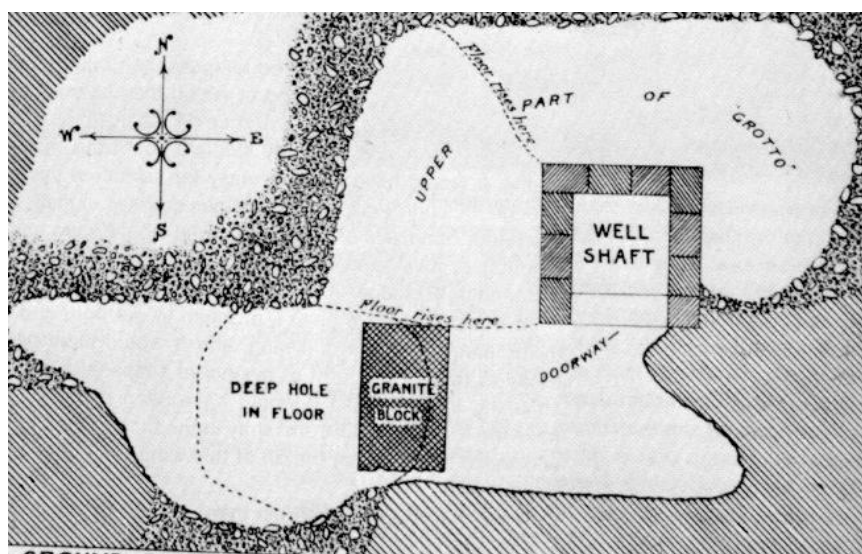 N
W E
S
Floor rises here.
UPPER PART OF "GROTTO"
WELL
SHAFT
Floor rises here
DOORWAY
DEEP HOLE
IN FLOOR
GRANITE
BLOCK